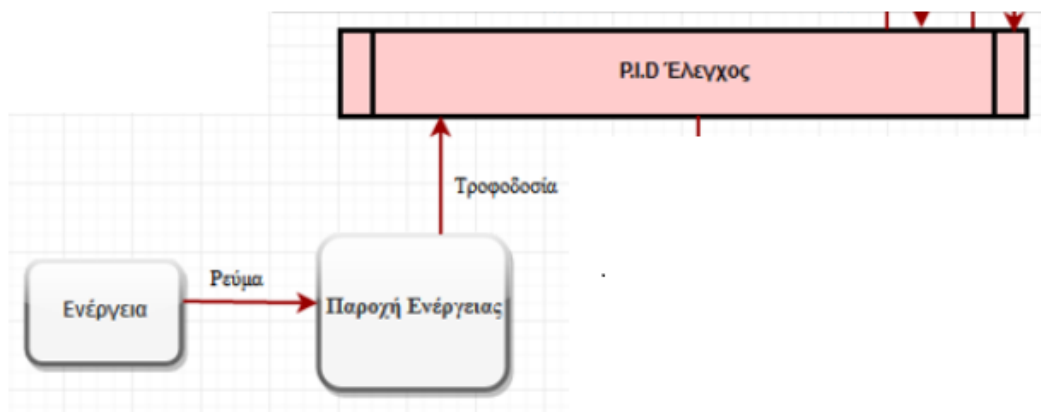 P.I.D Έλεγχος
Τροφοδοσία
Ρεύμα
Ενέργεια
Παροχή Ενέργειας
.